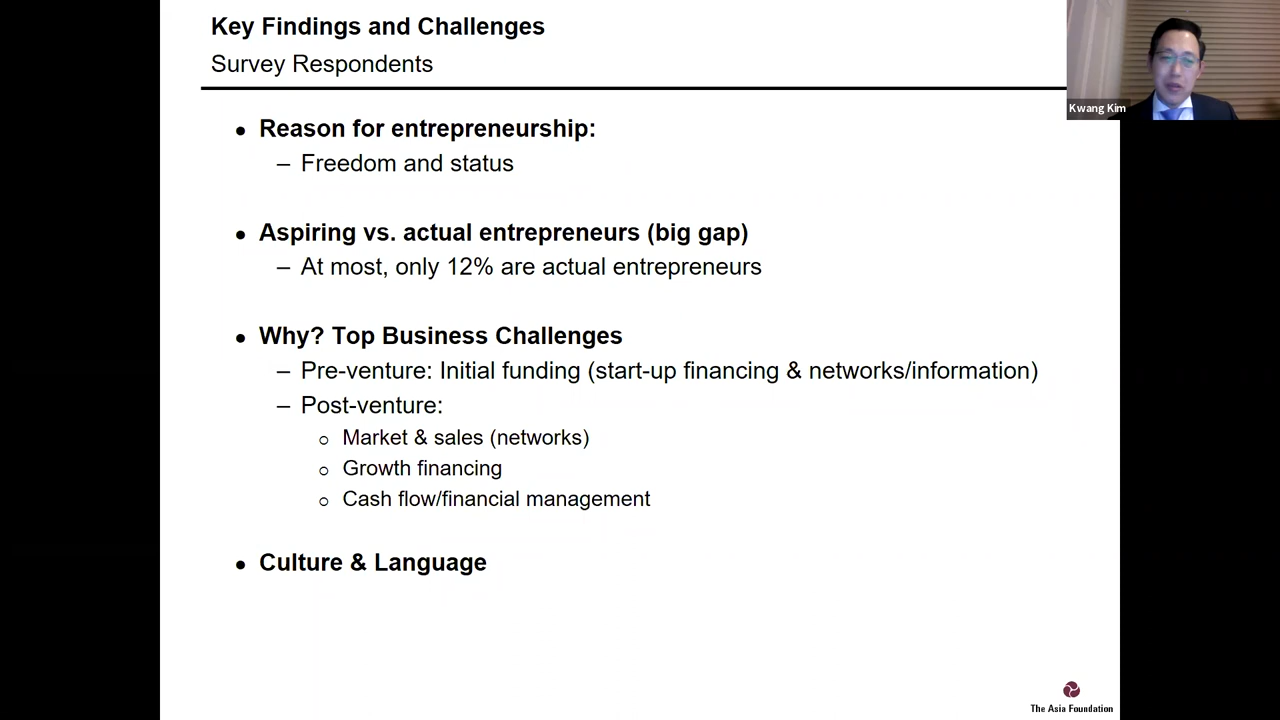 Key Findings and Challenges
Survey Respondents
Kwang Kim
● Reason for entrepreneurship:
– Freedom and status
● Aspiring vs. actual entrepreneurs (big gap)
– At most, only 12% are actual entrepreneurs
● Why? Top Business Challenges
– Pre-venture: Initial funding (start-up financing & networks/information)
– Post-venture:
○ Market & sales (networks)
○ Growth financing
○ Cash flow/financial management
● Culture & Language
The Asia Foundation